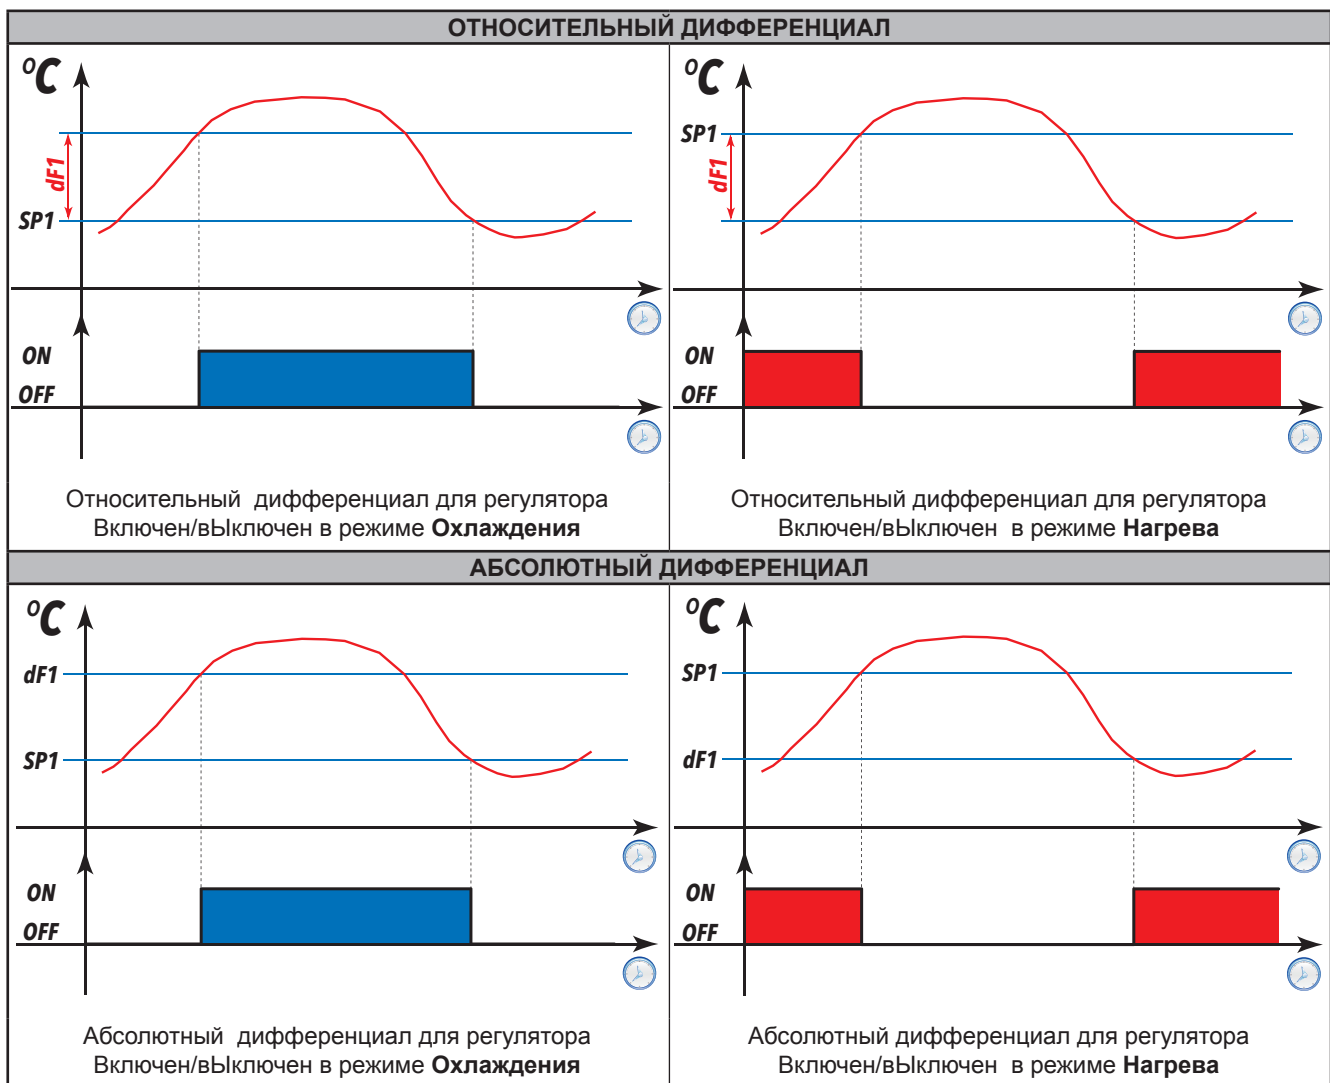 ОТНОСИТЕЛЬНЫЙ ДИФФЕРЕНЦИАЛ
°C
dF1
SP1
ON
OFF
Относительный дифференциал для регулятора
Включен/вЫключен в режиме Охлаждения
°C
SP1
dF1
ON
OFF
Относительный дифференциал для регулятора
Включен/вЫключен в режиме Нагрева
АБСОЛЮТНЫЙ ДИФФЕРЕНЦИАЛ
°C
dF1
SP1
ON
OFF
Абсолютный дифференциал для регулятора
Включен/вЫключен в режиме Охлаждения
°C
SP1
dF1
ON
OFF
Абсолютный дифференциал для регулятора
Включен/вЫключен в режиме Нагрева